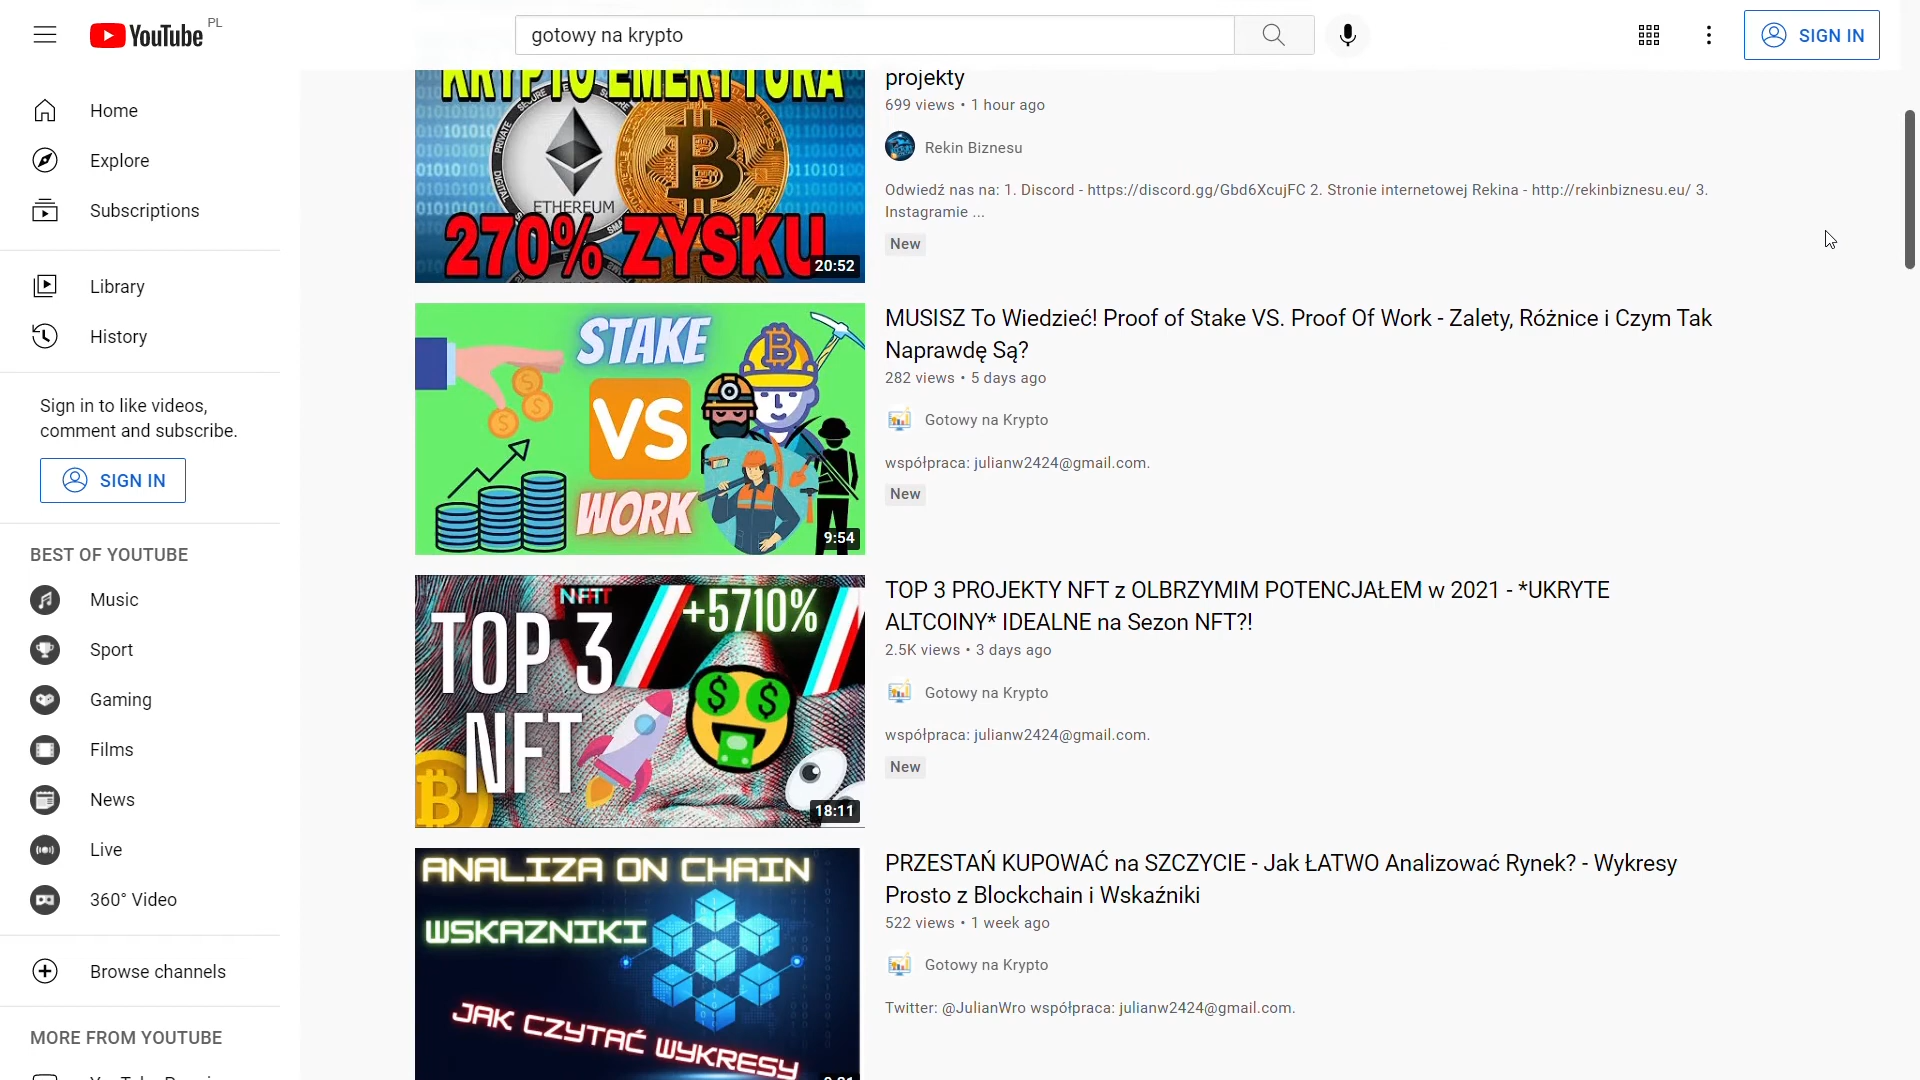 YouTube PL
gotowy na krypto
SIGN IN
Home
Explore
Subscriptions
Library
History
Sign in to like videos,
comment and subscribe.
SIGN IN
BEST OF YOUTUBE
Music
Sport
Gaming
Films
News
Live
360° Video
Browse channels
MORE FROM YOUTUBE
KRYPTO EMERYTURA
ETHEREUM
270% ZYSKU
20:52
projekty
699 views • 1 hour ago
Rekin Biznesu
Odwiedź nas na: 1. Discord - https://discord.gg/Gbd6XcujFC 2. Stronie internetowej Rekina - http://rekinbiznesu.eu/ 3.
Instagramie ...
New
STAKE
VS
WORK
9:54
MUSISZ To Wiedzieć! Proof of Stake VS. Proof Of Work - Zalety, Różnice i Czym Tak
Naprawdę Są?
282 views • 5 days ago
Gotowy na Krypto
współpraca: julianw2424@gmail.com.
New
NFT
+5710%
TOP 3
NFT
18:11
TOP 3 PROJEKTY NFT z OLBRZYMIM POTENCJAŁEM w 2021 - *UKRYTE
ALTCOINY* IDEALNE na Sezon NFT?!
2.5K views • 3 days ago
Gotowy na Krypto
współpraca: julianw2424@gmail.com.
New
ANALIZA ON CHAIN
WSKAZNIKI
JAK CZYTAĆ WYKRESY
PRZESTAŃ KUPOWAĆ na SZCZYCIE - Jak ŁATWO Analizować Rynek? - Wykresy
Prosto z Blockchain i Wskaźniki
522 views • 1 week ago
Gotowy na Krypto
Twitter: @JulianWro współpraca: julianw2424@gmail.com.